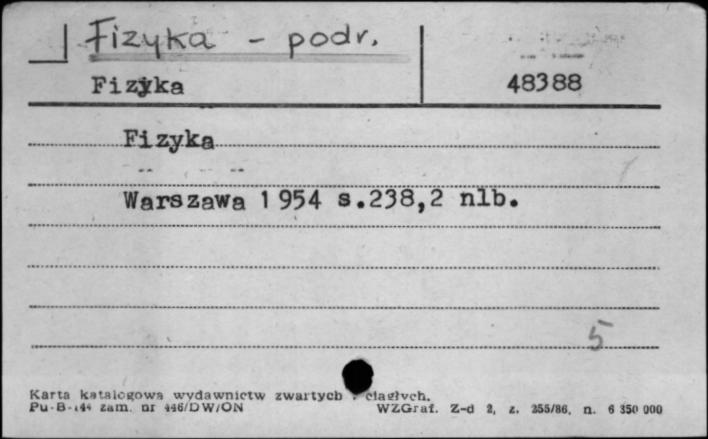 Fizyka - podr.
Fizyka 48388
Fizyka
Warszawa 1954 s.238,2 nlb.
5
Karta katalogowa wydawnictw zwartych i ciągłych.
Pu-B-144 zam. nr 446/DW/ON WZGraf. Z-d 2, z. 255/86, n. 6 350 000